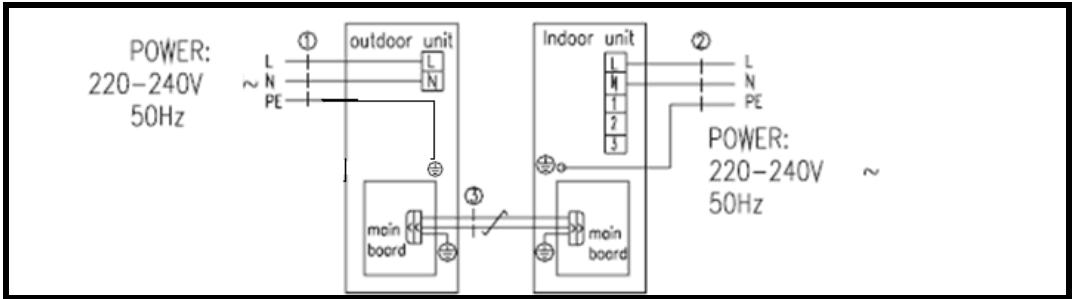 POWER:
220-240V ~
50Hz
①
L
N
PE
outdoor unit
L
N
main
board
③
Indoor unit
L
N
1
2
3
main
board
②
L
N
PE
POWER:
220-240V ~
50Hz